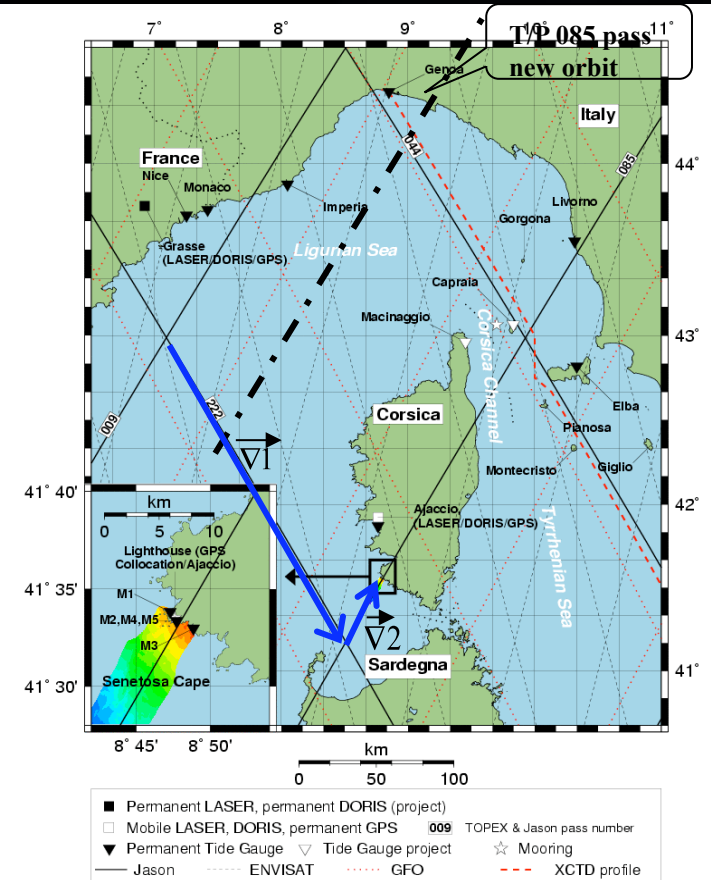 7° 8° 9° 10° 11°
T/P 085 pass
new orbit
Genoa
Italy
France
044
085
44°
Nice
Monaco
Imperia
Livorno
Gorgona
Grasse
(LASER/DORIS/GPS)
Ligurian Sea
Capraia
Macinaggio
43°
Corsica Channel
222
Elba
009
Corsica
Pianosa
∇1
Montecristo
Giglio
41° 40'
42°
km
0 5 10
Ajaccio
(LASER/DORIS/GPS)
Tyrrhenian Sea
Lighthouse (GPS
Collocation/Ajaccio)
41° 35'
M1
M2,M4,M5
M3
∇2
Sardegna
41°
Senetosa Cape
41° 30'
8° 45' 8° 50'
km
0 50 100
Permanent LASER, permanent DORIS (project)
Mobile LASER, DORIS, permanent GPS 009 TOPEX & Jason pass number
Permanent Tide Gauge Tide Gauge project Mooring
Jason ENVISAT GFO XCTD profile